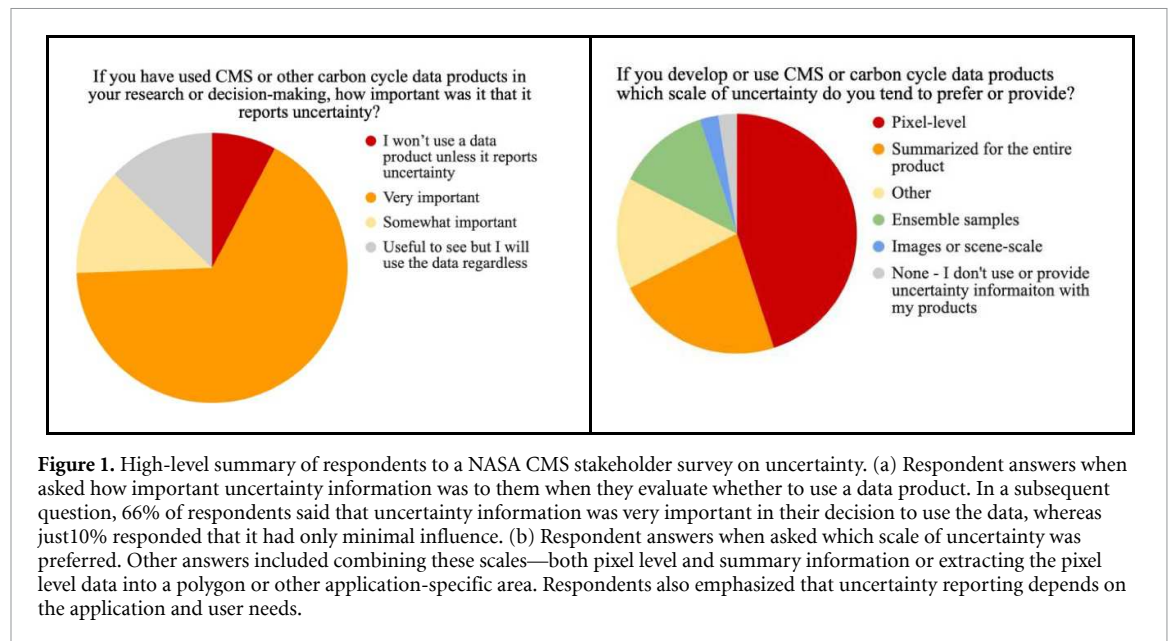 If you have used CMS or other carbon cycle data products in
your research or decision-making, how important was it that it
reports uncertainty?
I won't use a data
product unless it reports
uncertainty
Very important
Somewhat important
Useful to see but I will
use the data regardless
If you develop or use CMS or carbon cycle data products
which scale of uncertainty do you tend to prefer or provide?
Pixel-level
Summarized for the entire
product
Other
Ensemble samples
Images or scene-scale
None - I don't use or provide
uncertainty informaiton with
my products
Figure 1. High-level summary of respondents to a NASA CMS stakeholder survey on uncertainty. (a) Respondent answers when
asked how important uncertainty information was to them when they evaluate whether to use a data product. In a subsequent
question, 66% of respondents said that uncertainty information was very important in their decision to use the data, whereas
just10% responded that it had only minimal influence. (b) Respondent answers when asked which scale of uncertainty was
preferred. Other answers included combining these scales—both pixel level and summary information or extracting the pixel
level data into a polygon or other application-specific area. Respondents also emphasized that uncertainty reporting depends on
the application and user needs.